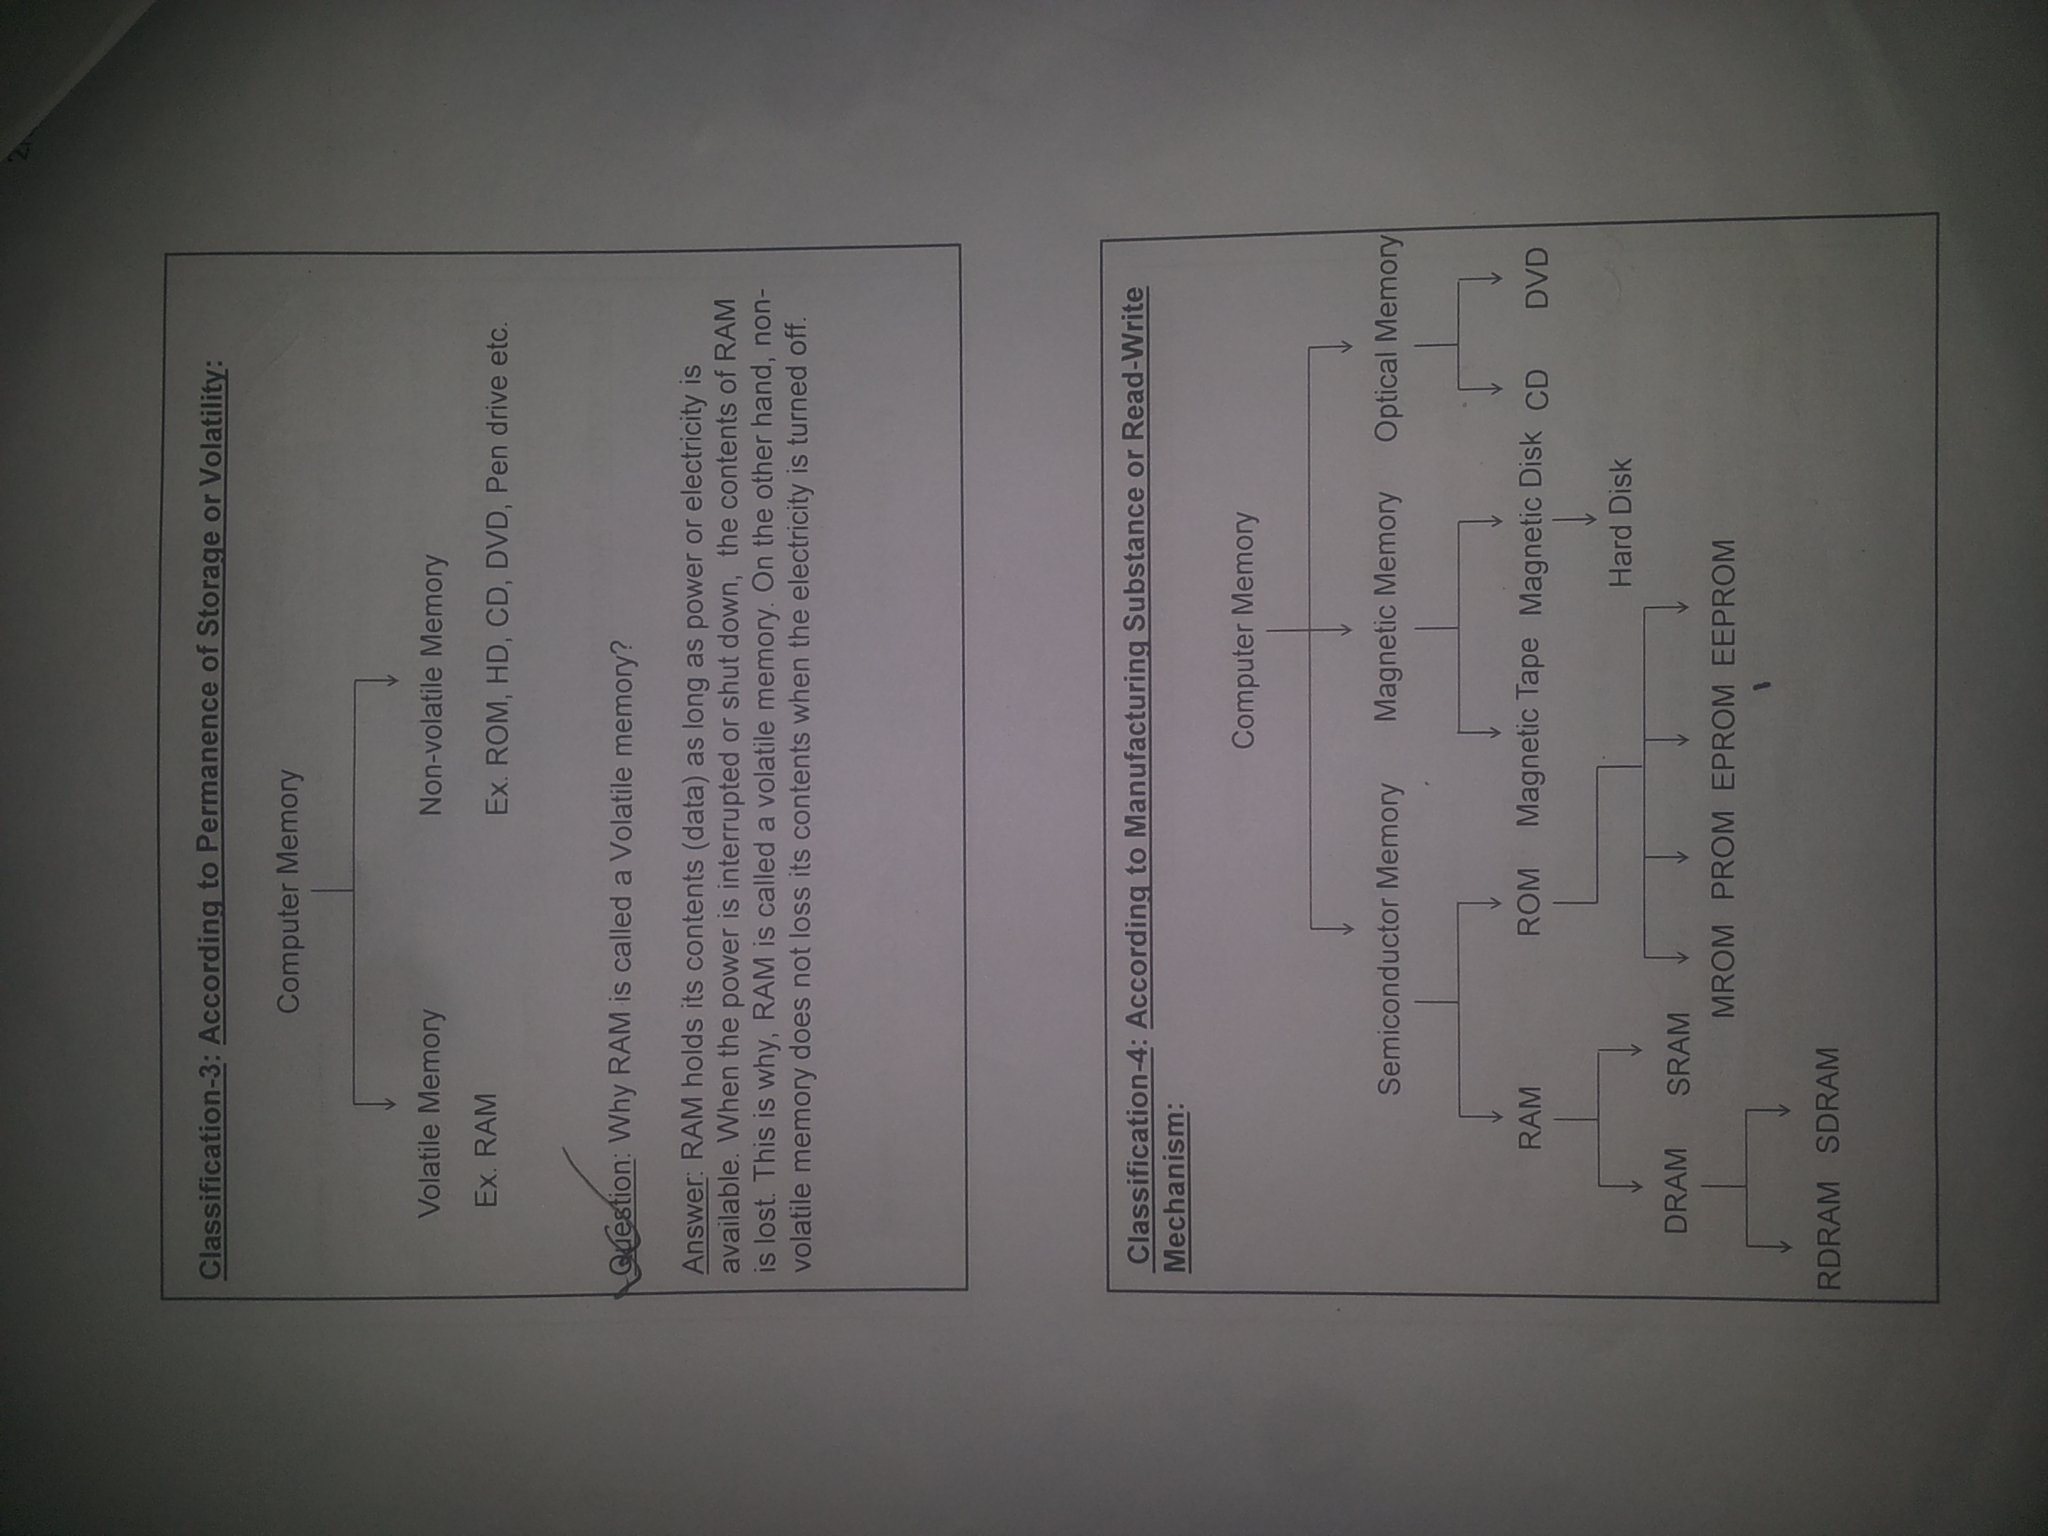 Classification-3: According to Permanence of Storage or Volatility:
Computer Memory
Volatile Memory
Non-volatile Memory
Ex. RAM
Ex. ROM, HD, CD, DVD, Pen drive etc.
Question: Why RAM is called a Volatile memory?
Answer: RAM holds its contents (data) as long as power or electricity is
available. When the power is interrupted or shut down, the contents of RAM
is lost. This is why, RAM is called a volatile memory. On the other hand, non-
volatile memory does not loss its contents when the electricity is turned off.
Classification-4: According to Manufacturing Substance or Read-Write
Mechanism:
Computer Memory
Semiconductor Memory Magnetic Memory Optical Memory
RAM ROM Magnetic Tape Magnetic Disk CD DVD
Hard Disk
DRAM SRAM
MROM PROM EPROM EEPROM
RDRAM SDRAM